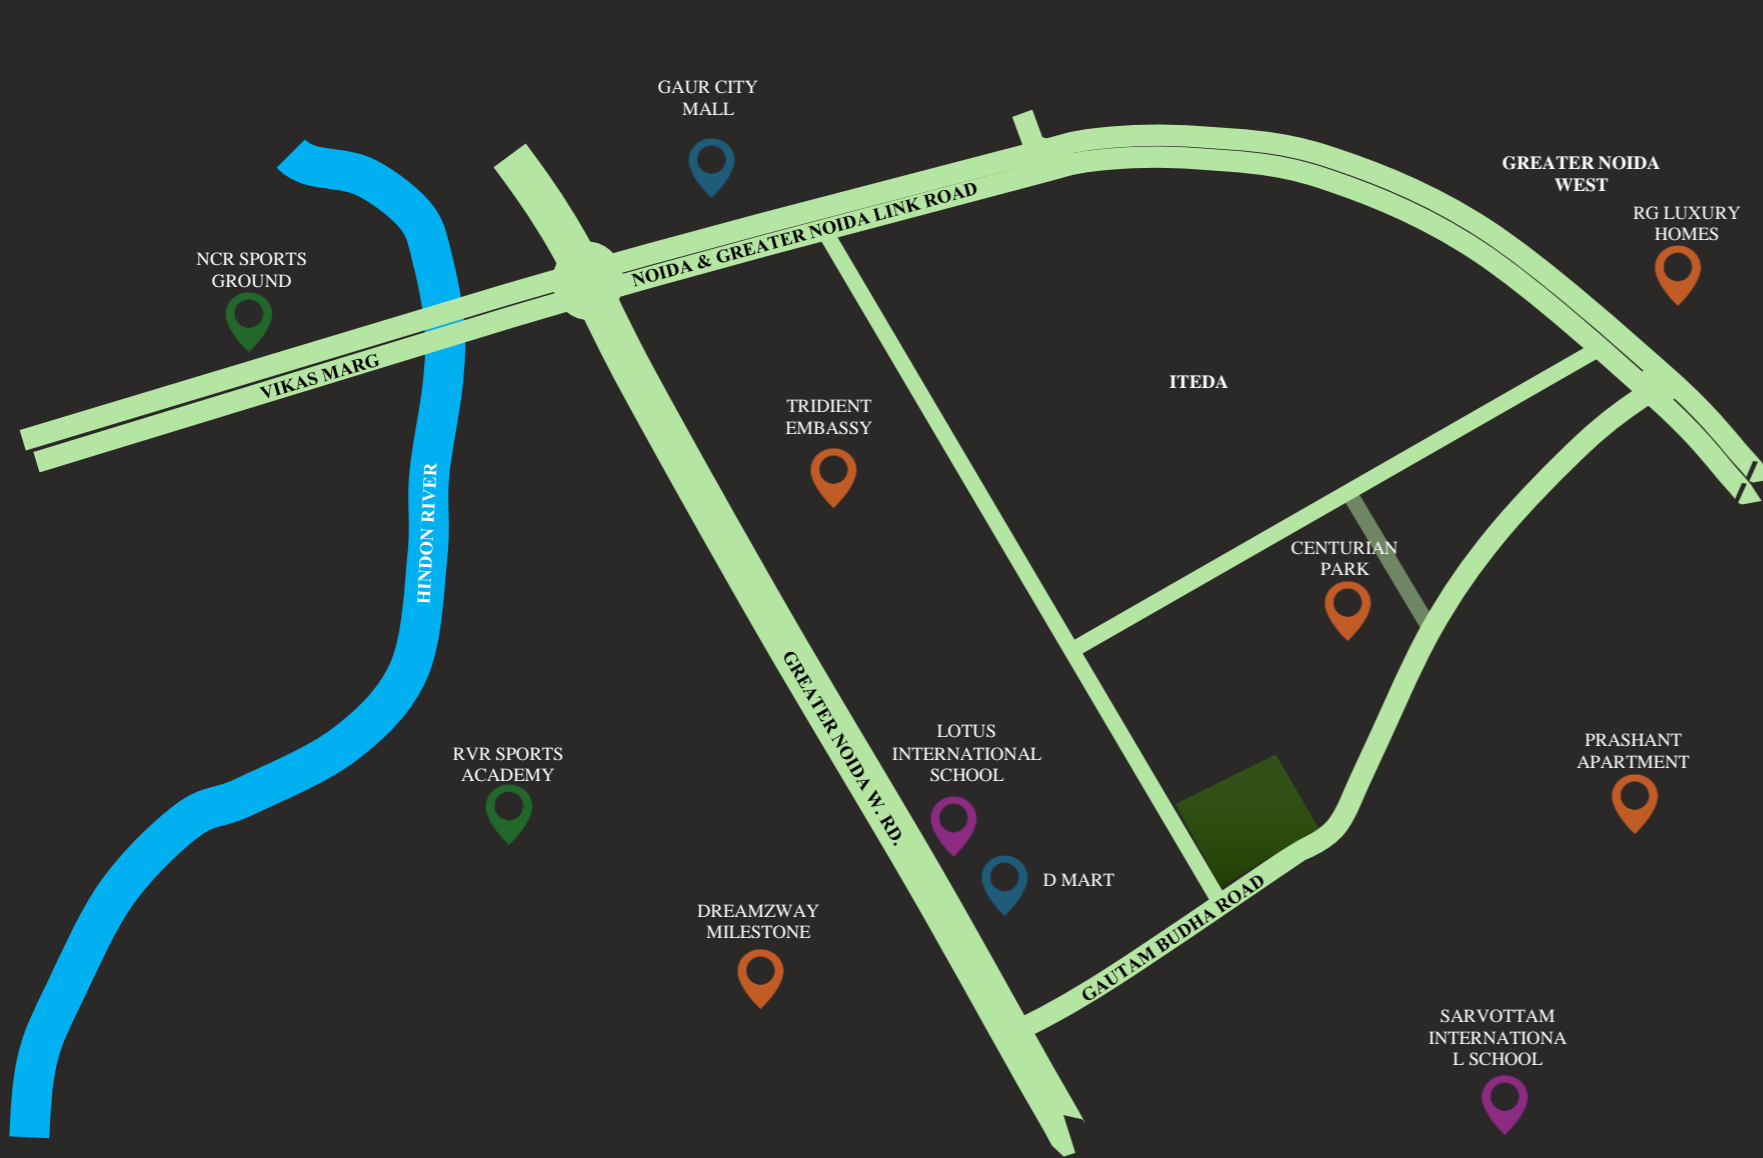 GAUR CITY
MALL
GREATER NOIDA
WEST
RG LUXURY
HOMES
NOIDA & GREATER NOIDA LINK ROAD
NCR SPORTS
GROUND
VIKAS MARG
ITEDA
TRIDIENT
EMBASSY
HINDON RIVER
CENTURIAN
PARK
GREATER NOIDA W. RD.
LOTUS
INTERNATIONAL
SCHOOL
RVR SPORTS
ACADEMY
PRASHANT
APARTMENT
D MART
DREAMZWAY
MILESTONE
GAUTAM BUDHA ROAD
SARVOTTAM
INTERNATIONA
L SCHOOL